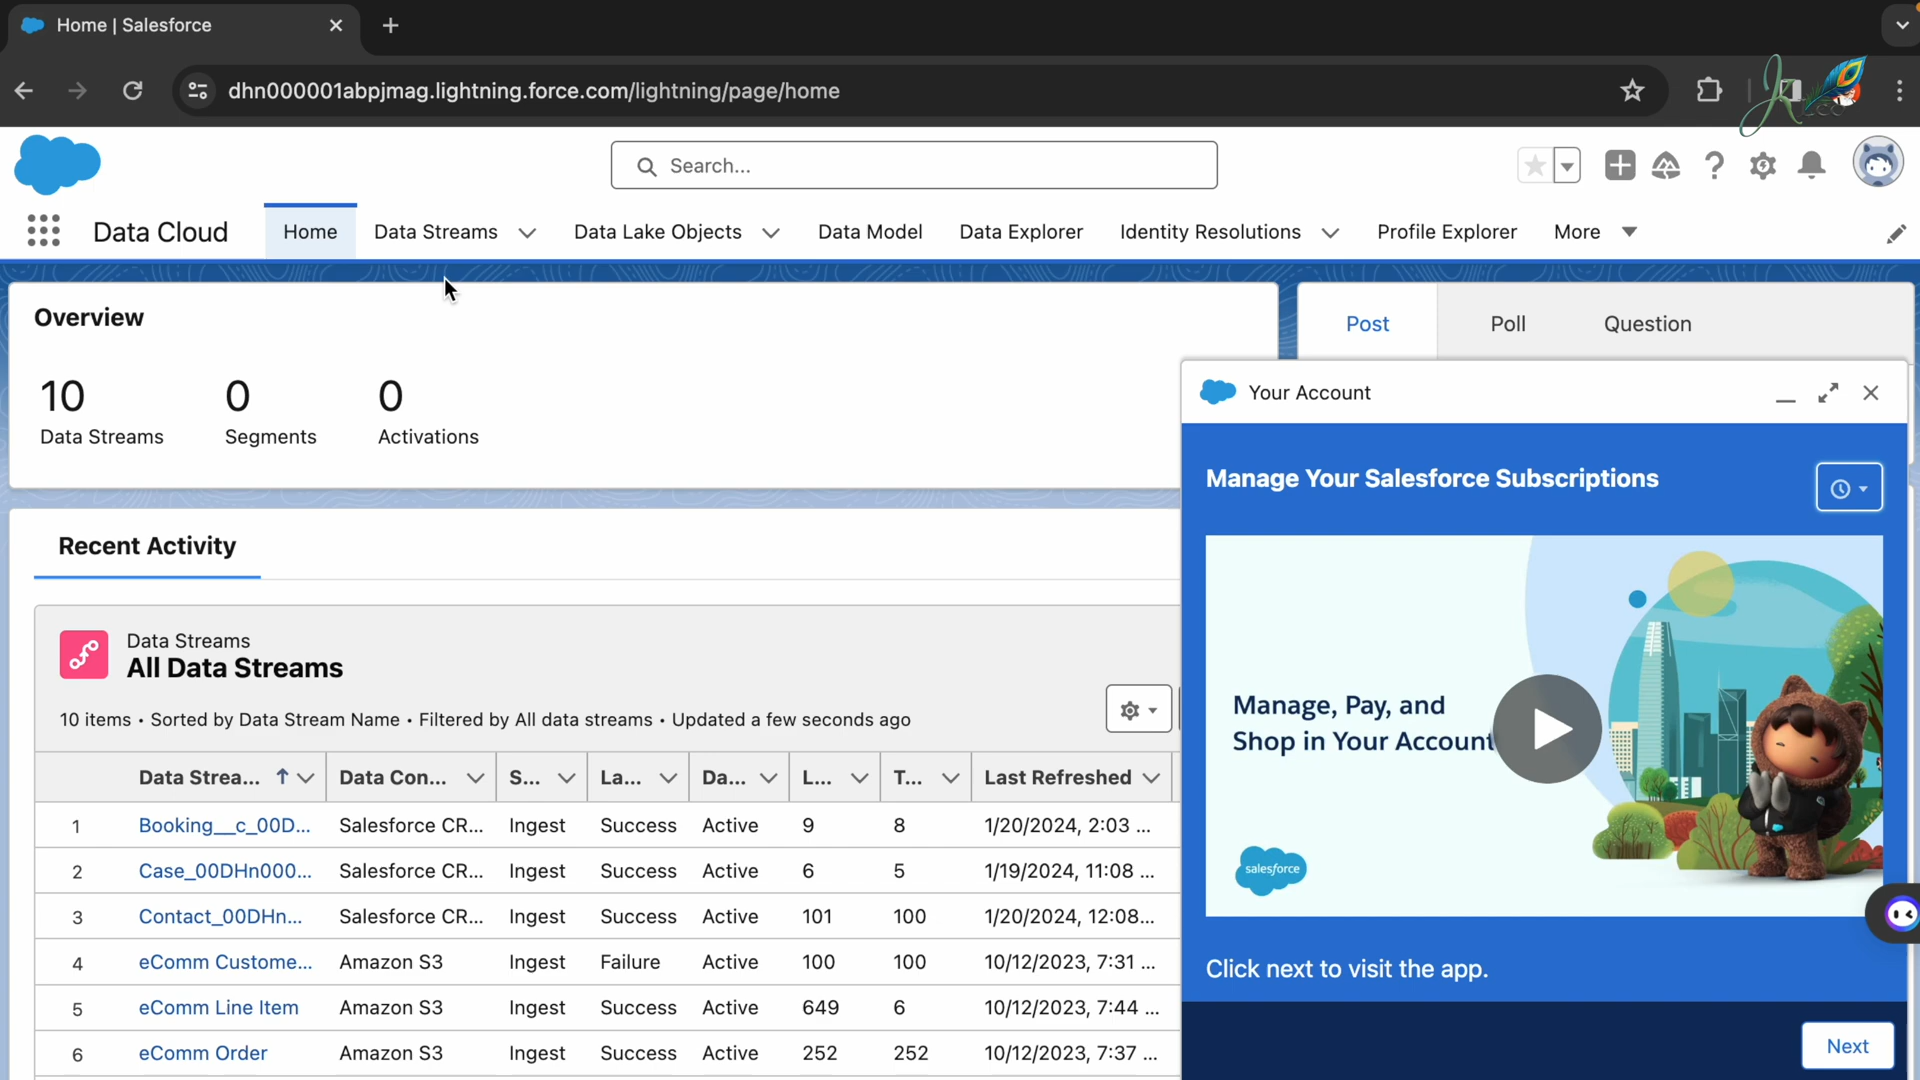 Home | Salesforce
dhn000001abpjmag.lightning.force.com/lightning/page/home
Search...
Data Cloud
Home
Data Streams
Data Lake Objects
Data Model
Data Explorer
Identity Resolutions
Profile Explorer
More
Overview
10
0
0
Data Streams
Segments
Activations
Post
Poll
Question
Your Account
Manage Your Salesforce Subscriptions
Manage, Pay, and
Shop in Your Account
salesforce
Click next to visit the app.
Next
Recent Activity
Data Streams
All Data Streams
10 items • Sorted by Data Stream Name • Filtered by All data streams • Updated a few seconds ago
Data Strea... Data Con... S... La... Da... L... T... Last Refreshed
1 Booking__c_00D... Salesforce CR... Ingest Success Active 9 8 1/20/2024, 2:03 ...
2 Case_00DHn000... Salesforce CR... Ingest Success Active 6 5 1/19/2024, 11:08 ...
3 Contact_00DHn... Salesforce CR... Ingest Success Active 101 100 1/20/2024, 12:08...
4 eComm Custome... Amazon S3 Ingest Failure Active 100 100 10/12/2023, 7:31 ...
5 eComm Line Item Amazon S3 Ingest Success Active 649 6 10/12/2023, 7:44 ...
6 eComm Order Amazon S3 Ingest Success Active 252 252 10/12/2023, 7:37 ...